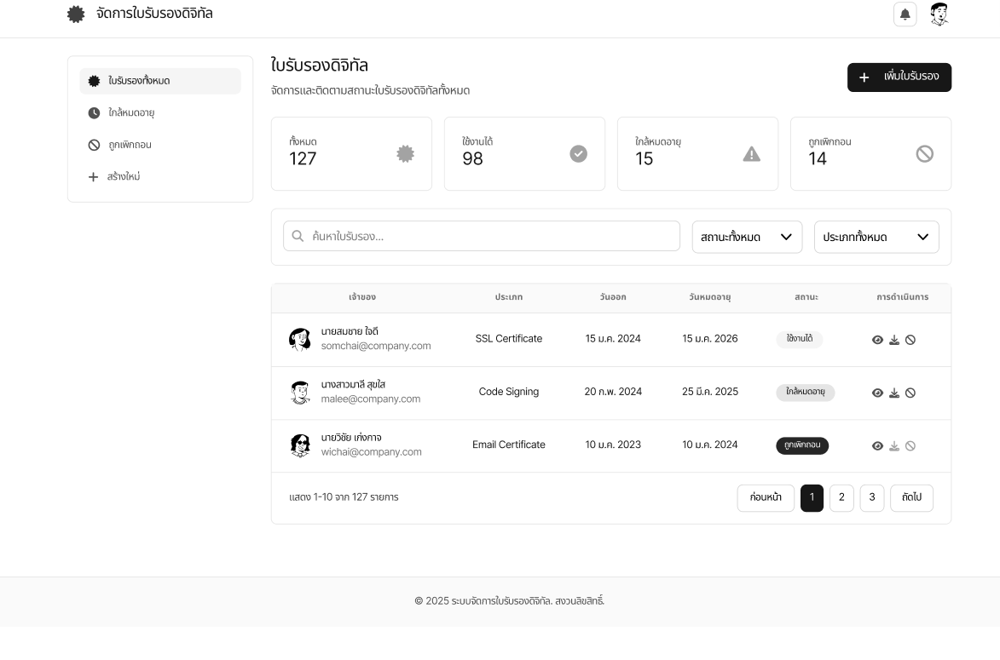 จัดการใบรับรองดิจิทัล
ใบรับรองทั้งหมด
ใกล้หมดอายุ
ถูกเพิกถอน
สร้างใหม่
ใบรับรองดิจิทัล
จัดการและติดตามสถานะใบรับรองดิจิทัลทั้งหมด
เพิ่มใบรับรอง
ทั้งหมด
127
ใช้งานได้
98
ใกล้หมดอายุ
15
ถูกเพิกถอน
14
ค้นหาใบรับรอง...
สถานะทั้งหมด
ประเภททั้งหมด
เจ้าของ ประเภท วันออก วันหมดอายุ สถานะ การดำเนินการ
นายสมชาย ใจดี
somchai@company.com
SSL Certificate 15 ม.ค. 2024 15 ม.ค. 2026 ใช้งานได้
นางสาวมาลี สุขใส
malee@company.com
Code Signing 20 ก.พ. 2024 25 มี.ค. 2025 ใกล้หมดอายุ
นายวิชัย เก่งกาจ
wichai@company.com
Email Certificate 10 ม.ค. 2023 10 ม.ค. 2024 ถูกเพิกถอน
แสดง 1-10 จาก 127 รายการ
ก่อนหน้า 1 2 3 ถัดไป
© 2025 ระบบจัดการใบรับรองดิจิทัล. สงวนลิขสิทธิ์.